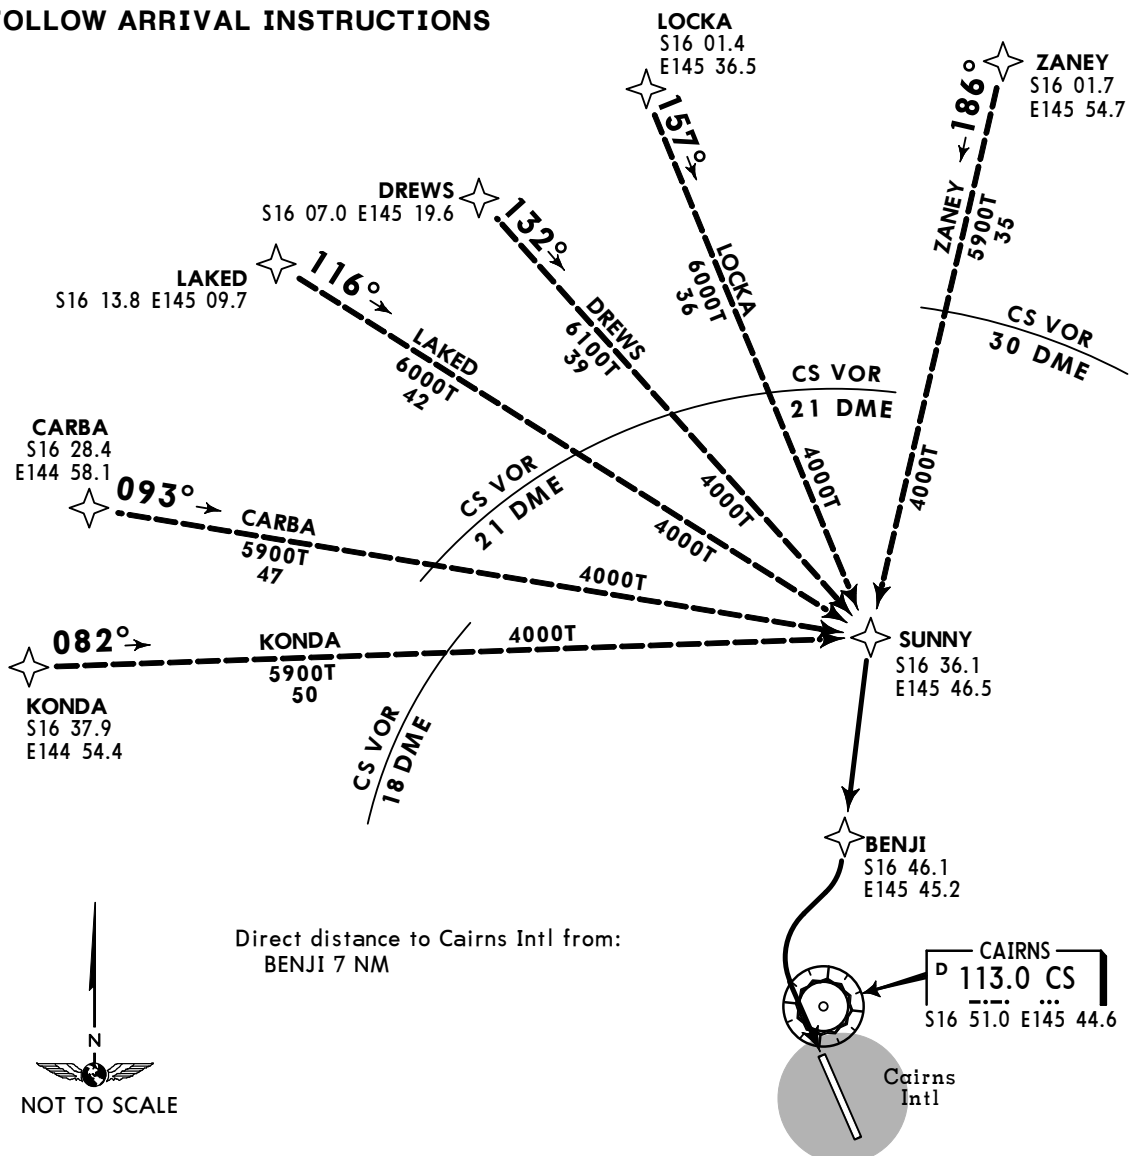 FOLLOW ARRIVAL INSTRUCTIONS
LOCKA
S16 01.4
E145 36.5
ZANEY
S16 01.7
E145 54.7
186°
157°
DREWS
S16 07.0 E145 19.6
132°
ZANEY
5900T
35
LAKED
S16 13.8 E145 09.7
116°
LOCKA
6000T
36
DREWS
6100T
39
LAKED
6000T
42
CS VOR
30 DME
CS VOR
21 DME
CARBA
S16 28.4
E144 58.1
093°
CS VOR
21 DME
4000T
4000T
4000T
4000T
CARBA
5900T
47
4000T
082°
KONDA
5900T
50
4000T
SUNNY
S16 36.1
E145 46.5
KONDA
S16 37.9
E144 54.4
CS VOR
18 DME
BENJI
S16 46.1
E145 45.2
Direct distance to Cairns Intl from:
BENJI 7 NM
CAIRNS
D 113.0 CS
S16 51.0 E145 44.6
N
NOT TO SCALE
Cairns
Intl